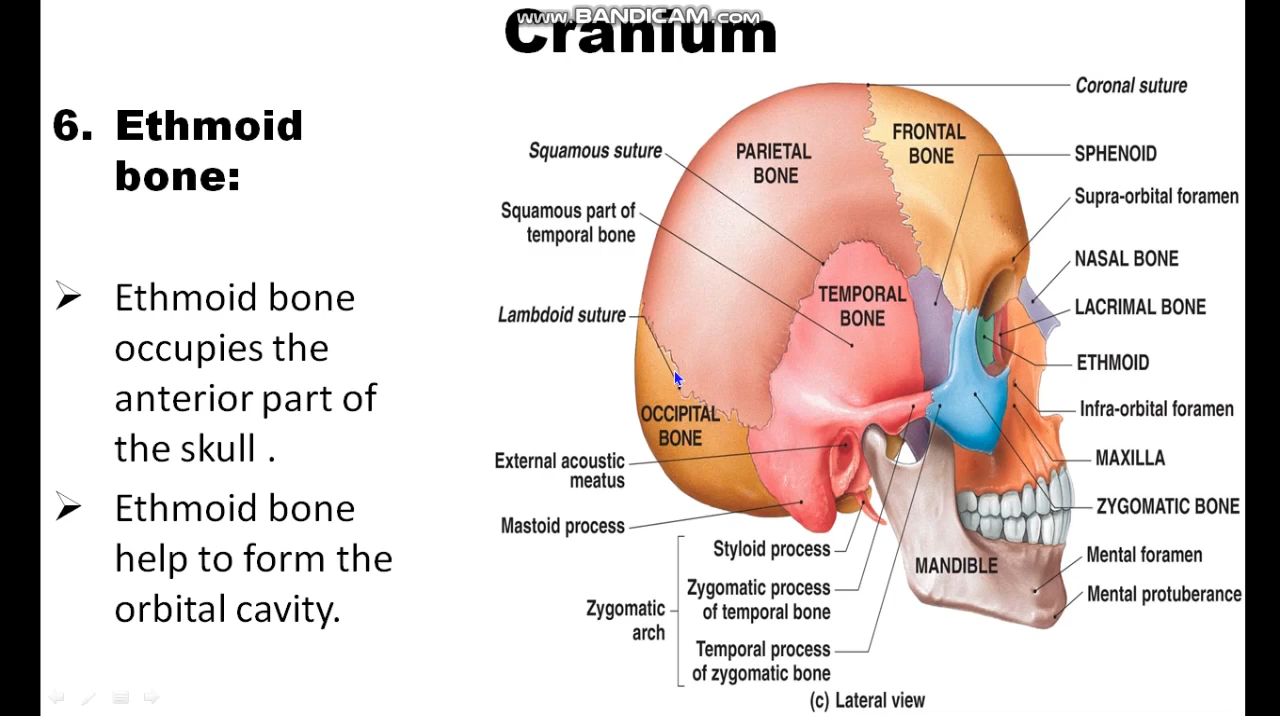 www.BANDICAM.com
Cranium
6. Ethmoid
bone:
➢ Ethmoid bone
occupies the
anterior part of
the skull .
➢ Ethmoid bone
help to form the
orbital cavity.
Coronal suture
FRONTAL
BONE
PARIETAL
BONE
Squamous suture
SPHENOID
Squamous part of
temporal bone
Supra-orbital foramen
NASAL BONE
TEMPORAL
BONE
Lambdoid suture
LACRIMAL BONE
ETHMOID
OCCIPITAL
BONE
Infra-orbital foramen
External acoustic
meatus
MAXILLA
Mastoid process
ZYGOMATIC BONE
Styloid process
MANDIBLE
Mental foramen
Zygomatic process
of temporal bone
Mental protuberance
Zygomatic
arch
Temporal process
of zygomatic bone
(c) Lateral view